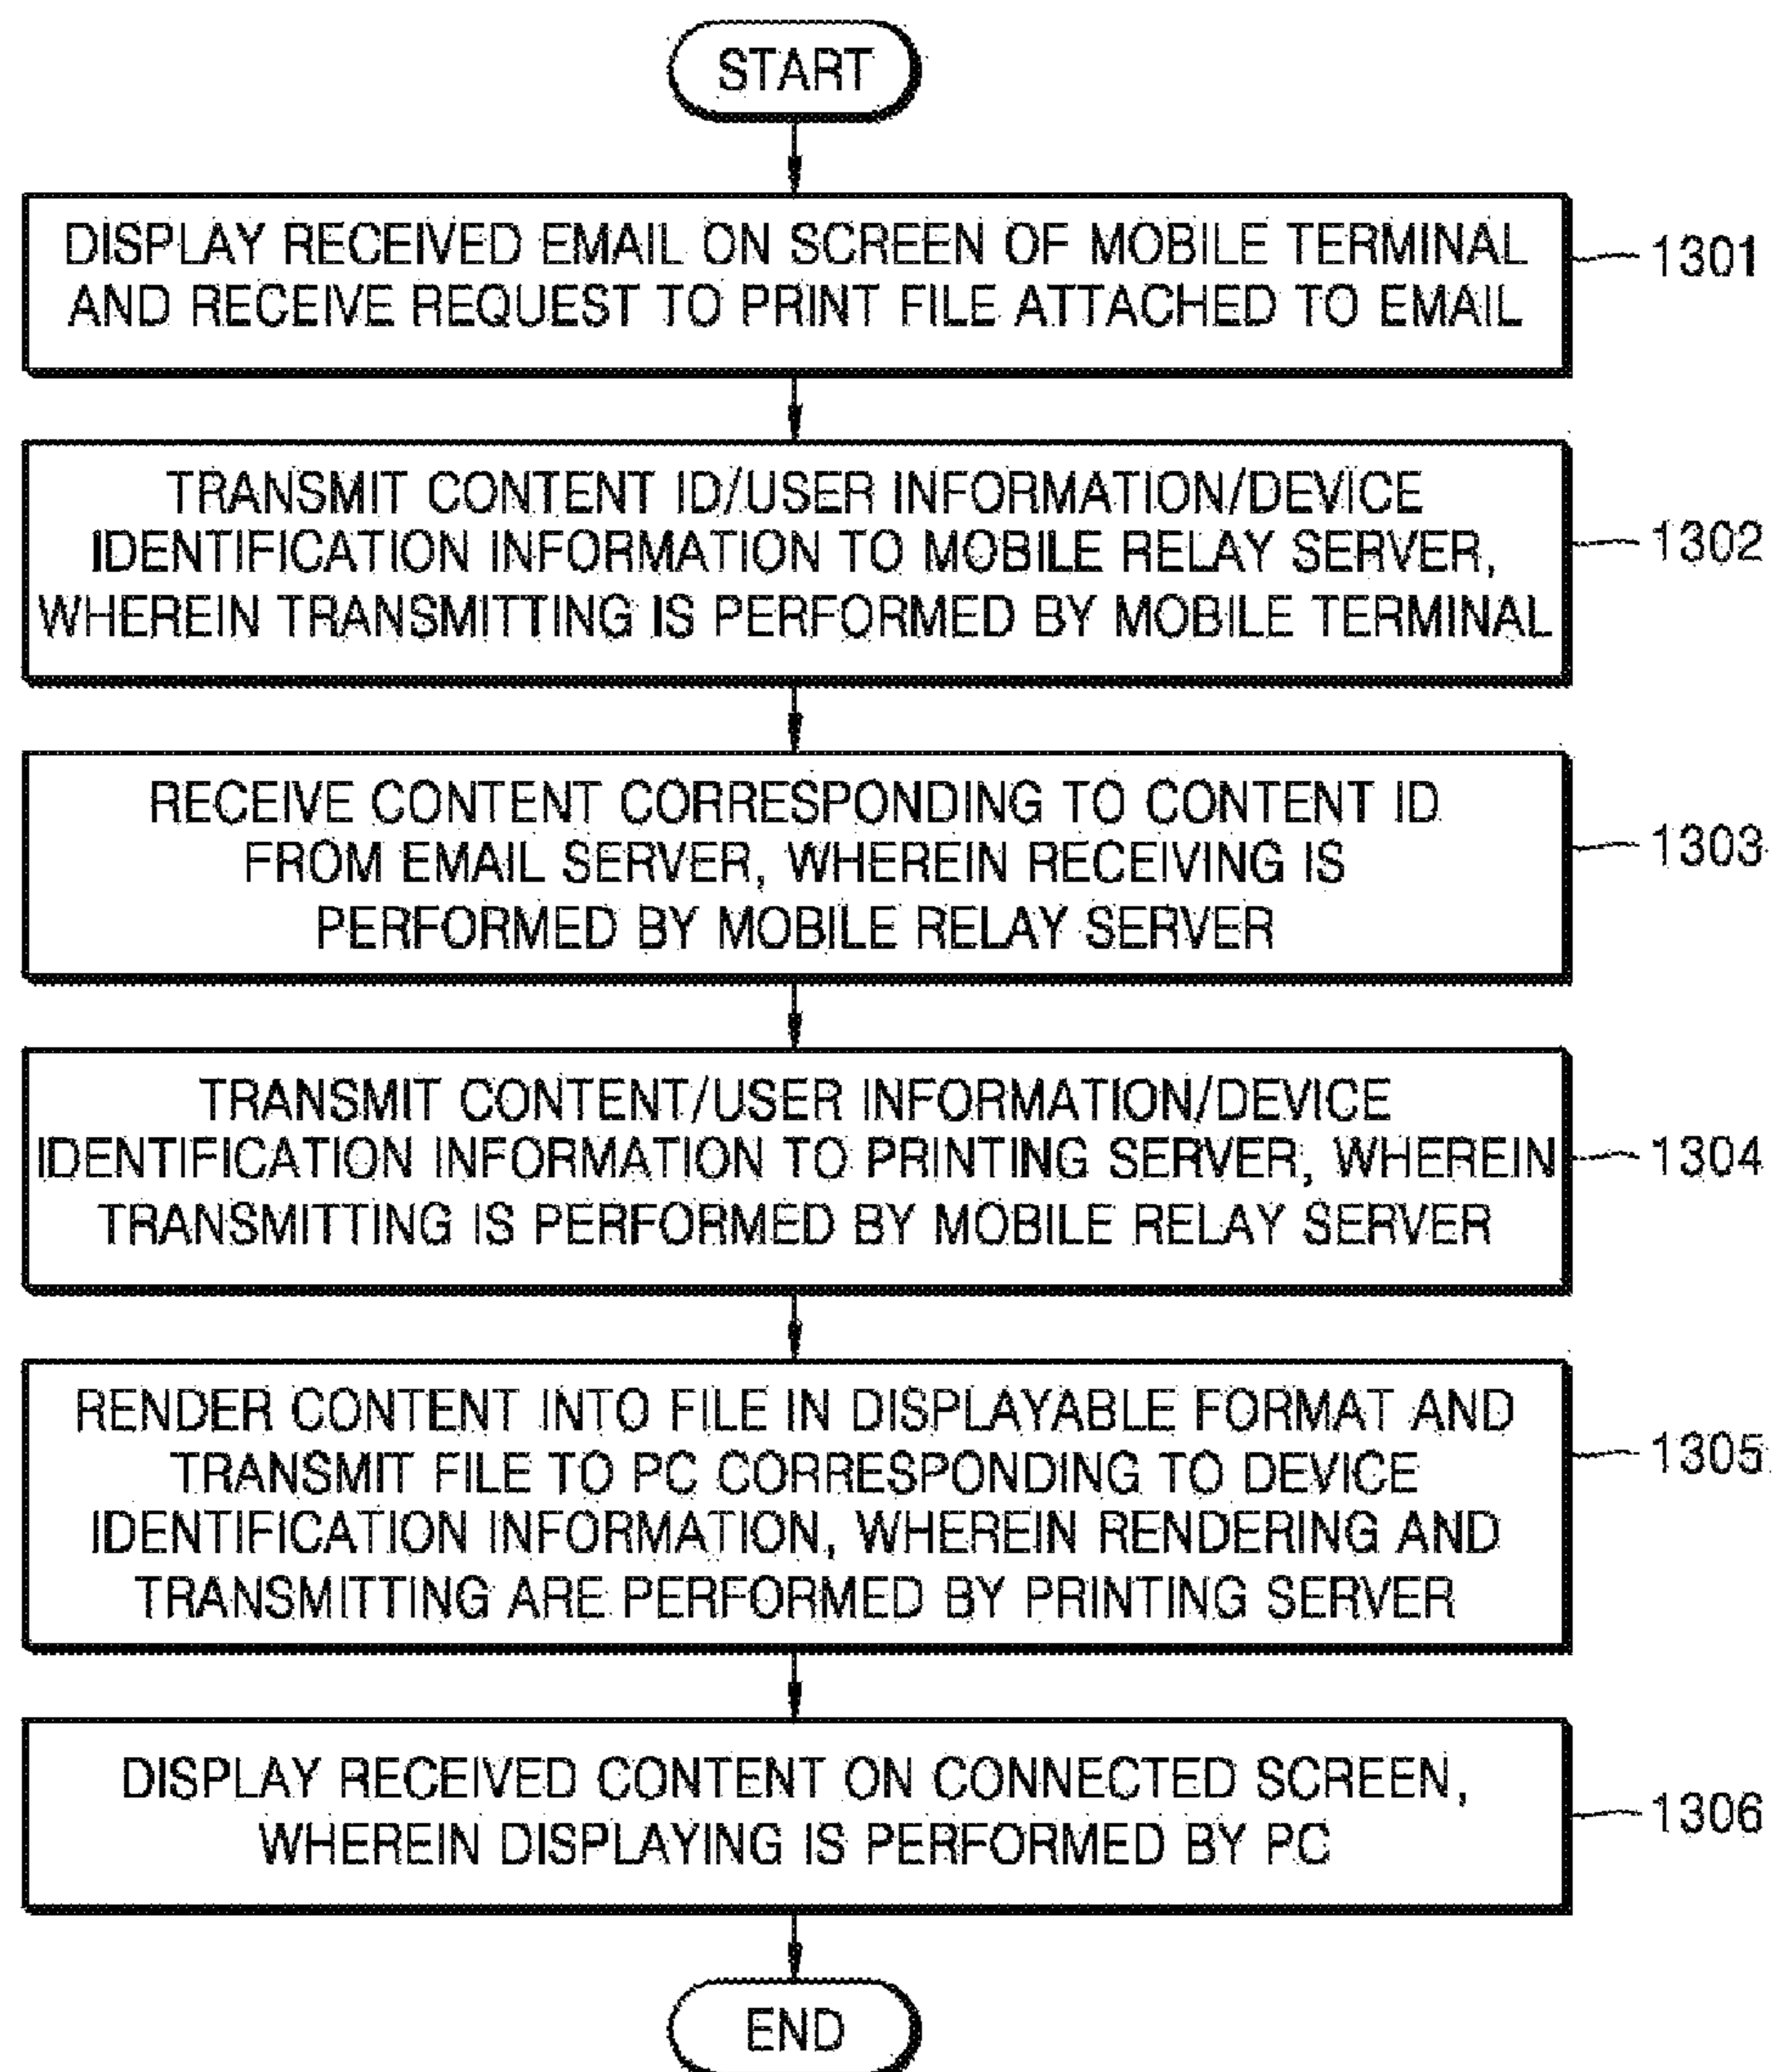 START
DISPLAY RECEIVED EMAIL ON SCREEN OF MOBILE TERMINAL
AND RECEIVE REQUEST TO PRINT FILE ATTACHED TO EMAIL
1301
TRANSMIT CONTENT ID/USER INFORMATION/DEVICE
IDENTIFICATION INFORMATION TO MOBILE RELAY SERVER,
WHEREIN TRANSMITTING IS PERFORMED BY MOBILE TERMINAL
1302
RECEIVE CONTENT CORRESPONDING TO CONTENT ID
FROM EMAIL SERVER, WHEREIN RECEIVING IS
PERFORMED BY MOBILE RELAY SERVER
1303
TRANSMIT CONTENT/USER INFORMATION/DEVICE
IDENTIFICATION INFORMATION TO PRINTING SERVER, WHEREIN
TRANSMITTING IS PERFORMED BY MOBILE RELAY SERVER
1304
RENDER CONTENT INTO FILE IN DISPLAYABLE FORMAT AND
TRANSMIT FILE TO PC CORRESPONDING TO DEVICE
IDENTIFICATION INFORMATION, WHEREIN RENDERING AND
TRANSMITTING ARE PERFORMED BY PRINTING SERVER
1305
DISPLAY RECEIVED CONTENT ON CONNECTED SCREEN,
WHEREIN DISPLAYING IS PERFORMED BY PC
1306
END